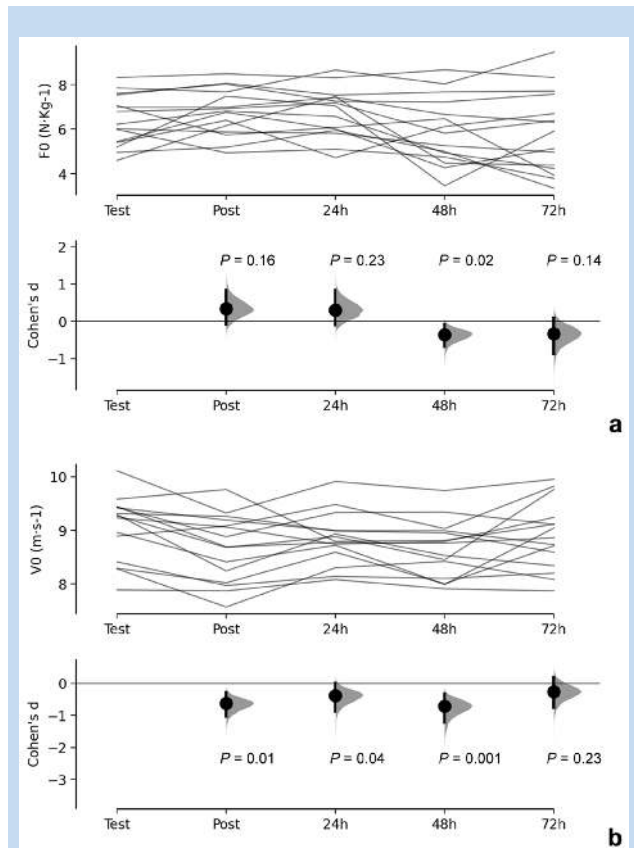 F0 (N·Kg-1)
8
6
4
Test Post 24h 48h 72h
Cohen's d
2
1
0
−1
P = 0.16 P = 0.23 P = 0.02 P = 0.14
Test Post 24h 48h 72h
a
V0 (m·s-1)
10
9
8
Test Post 24h 48h 72h
Cohen's d
0
−1
−2
−3
P = 0.01 P = 0.04 P = 0.001 P = 0.23
Test Post 24h 48h 72h
b